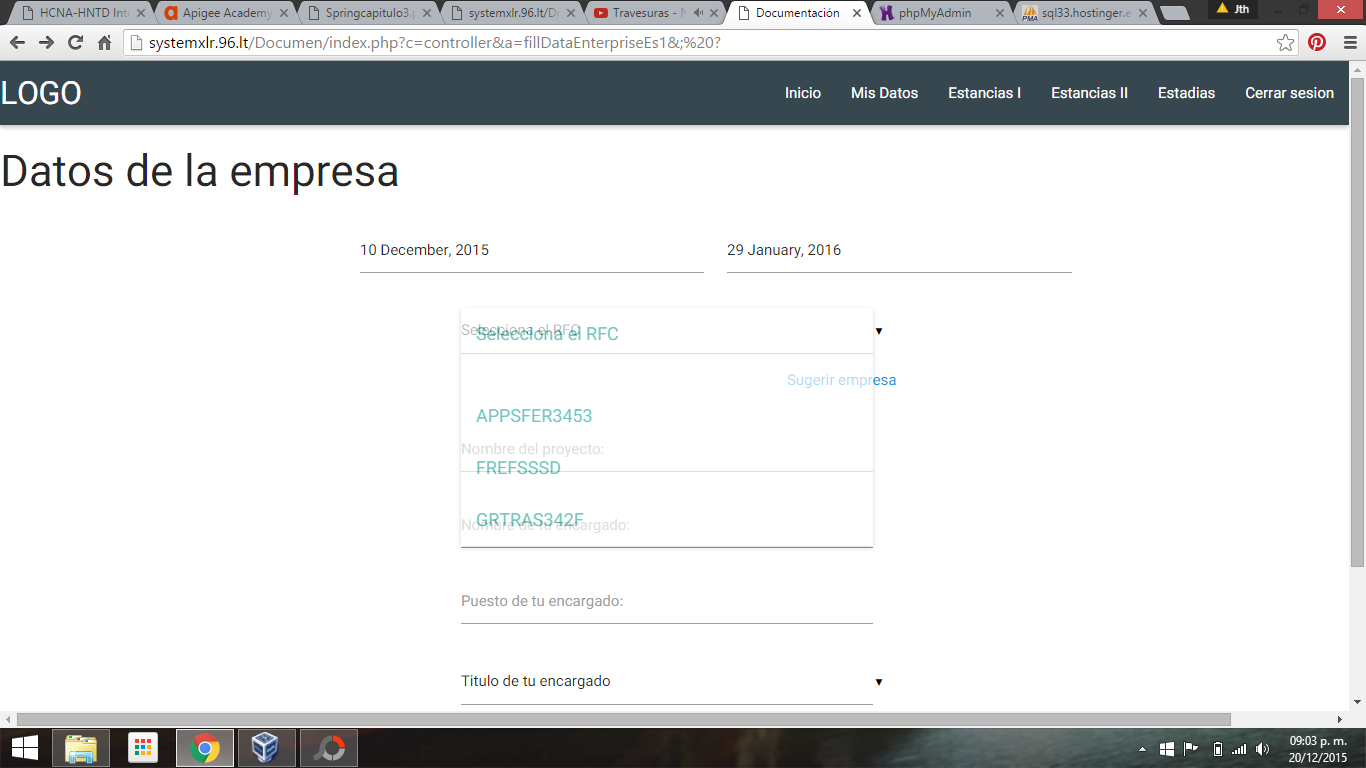 HCNA-HNTD Int
Apigee Academy
Springcapitulo3.p
systemxlr.96.lt/Do
Travesuras - N
Documentación
phpMyAdmin
sql33.hostinger.e
Jth
systemxlr.96.lt/Documen/index.php?c=controller&a=fillDataEnterpriseEs1&;%20?
LOGO
Inicio
Mis Datos
Estancias I
Estancias II
Estadias
Cerrar sesion
Datos de la empresa
10 December, 2015
29 January, 2016
Selecciona el RFC
Selecciona el RFC
Sugerir empresa
APPSFER3453
Nombre del proyecto:
FREFSSSD
GRTRAS342F
Nombre de tu encargado:
Puesto de tu encargado:
Titulo de tu encargado
09:03 p. m.
20/12/2015